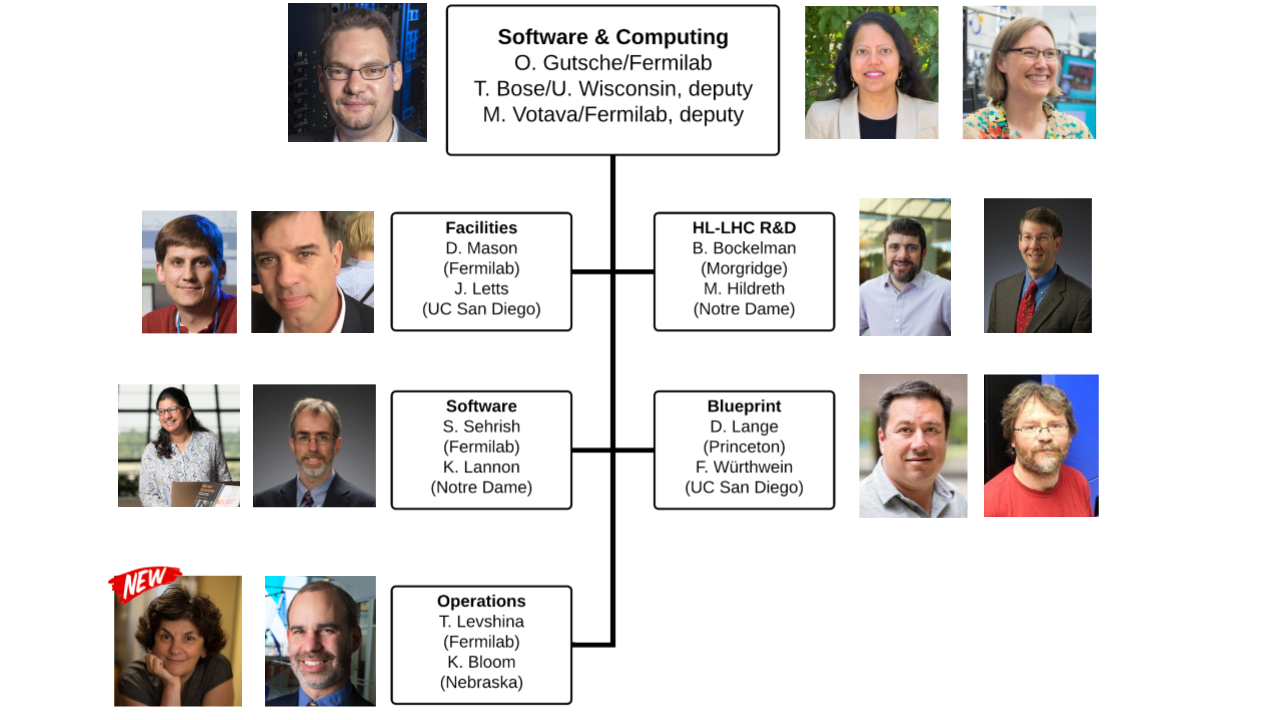 Software & Computing
O. Gutsche/Fermilab
T. Bose/U. Wisconsin, deputy
M. Votava/Fermilab, deputy
Facilities
D. Mason
(Fermilab)
J. Letts
(UC San Diego)
HL-LHC R&D
B. Bockelman
(Morgridge)
M. Hildreth
(Notre Dame)
Software
S. Sehrish
(Fermilab)
K. Lannon
(Notre Dame)
Blueprint
D. Lange
(Princeton)
F. Würthwein
(UC San Diego)
NEW
Operations
T. Levshina
(Fermilab)
K. Bloom
(Nebraska)